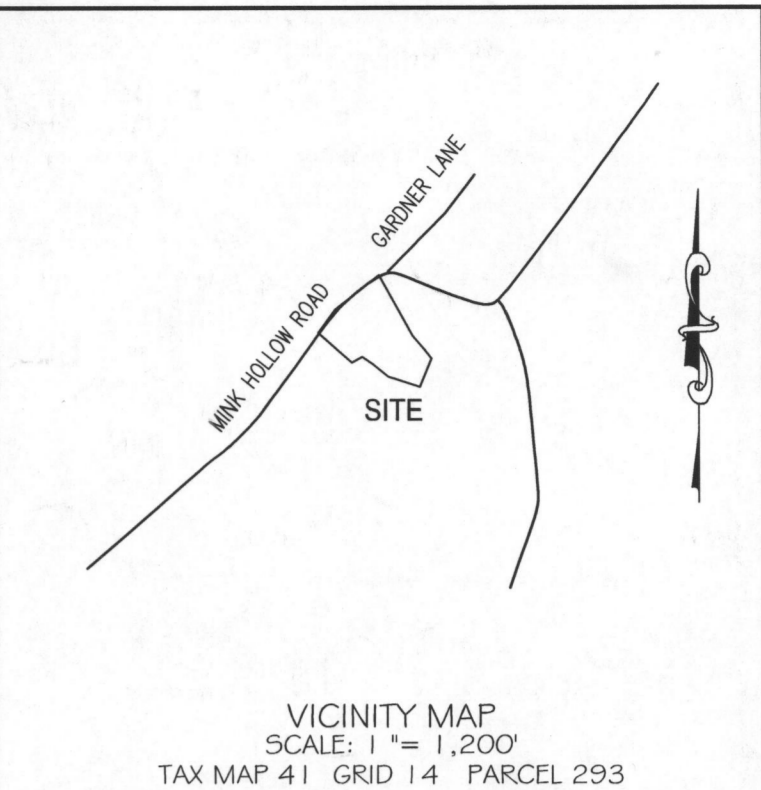 GARDNER LANE
MINK HOLLOW ROAD
SITE
VICINITY MAP
SCALE: 1 "= 1,200'
TAX MAP 41 GRID 14 PARCEL 293